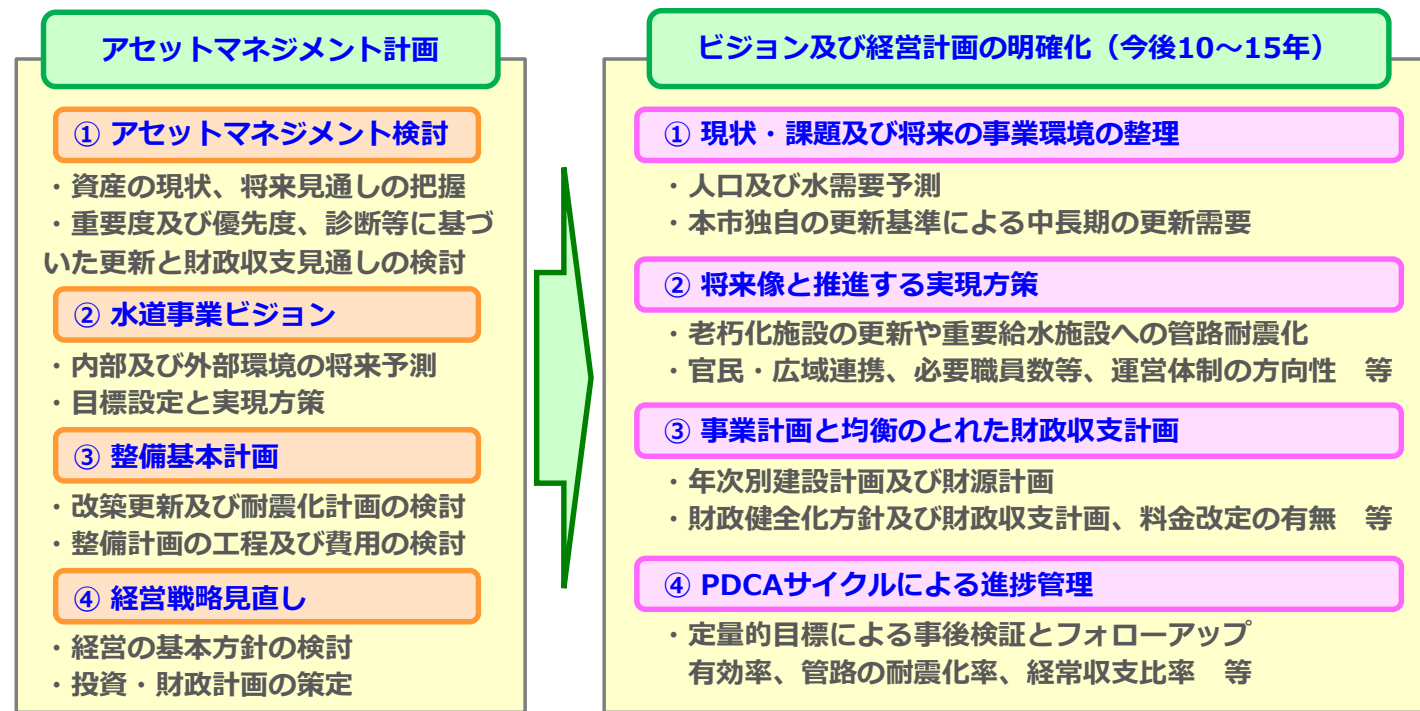 アセットマネジメント計画
① アセットマネジメント検討
・資産の現状、将来見通しの把握
・重要度及び優先度、診断等に基づ
いた更新と財政収支見通しの検討
② 水道事業ビジョン
・内部及び外部環境の将来予測
・目標設定と実現方策
③ 整備基本計画
・改築更新及び耐震化計画の検討
・整備計画の工程及び費用の検討
④ 経営戦略見直し
・経営の基本方針の検討
・投資・財政計画の策定
ビジョン及び経営計画の明確化（今後10～15年）
① 現状・課題及び将来の事業環境の整理
・人口及び水需要予測
・本市独自の更新基準による中長期の更新需要
② 将来像と推進する実現方策
・老朽化施設の更新や重要給水施設への管路耐震化
・官民・広域連携、必要職員数等、運営体制の方向性　等
③ 事業計画と均衡のとれた財政収支計画
・年次別建設計画及び財源計画
・財政健全化方針及び財政収支計画、料金改定の有無　等
④ PDCAサイクルによる進捗管理
・定量的目標による事後検証とフォローアップ
有効率、管路の耐震化率、経常収支比率　等